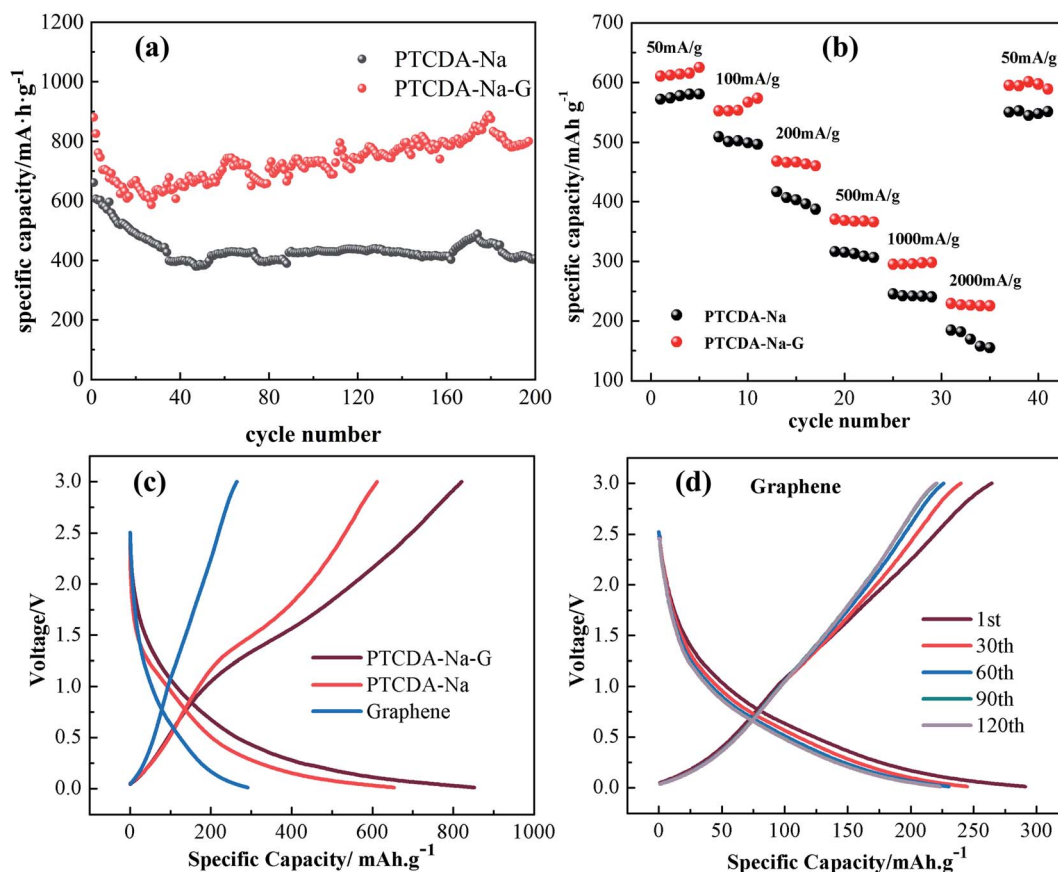 (a)
PTCDA-Na
PTCDA-Na-G
specific capacity/mA·h·g-1
1200
1000
800
600
400
200
0
0 40 80 120 160 200
cycle number
(b)
50mA/g
100mA/g
200mA/g
500mA/g
1000mA/g
2000mA/g
50mA/g
PTCDA-Na
PTCDA-Na-G
specific capacity/mAh g-1
700
600
500
400
300
200
100
0 10 20 30 40
cycle number
(c)
Voltage/V
3.0
2.5
2.0
1.5
1.0
0.5
0.0
PTCDA-Na-G
PTCDA-Na
Graphene
0 200 400 600 800 1000
Specific Capacity/ mAh.g-1
(d)
Graphene
Voltage/V
3.0
2.5
2.0
1.5
1.0
0.5
0.0
1st
30th
60th
90th
120th
0 50 100 150 200 250 300
Specific Capacity/mAh.g-1